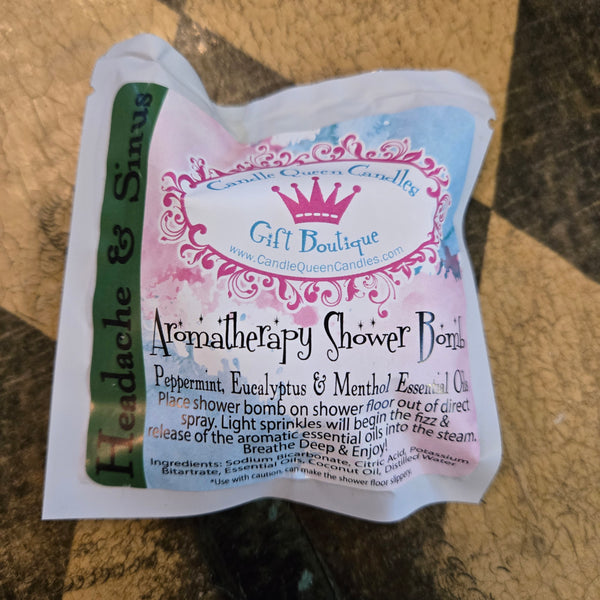 Headache & Sinus
Candle Queen Candles
Gift Boutique
www.CandleQueenCandles.com
Aromatherapy Shower Bomb
Peppermint, Eucalyptus & Menthol Essential Oils
Place shower bomb on shower floor out of direct
spray. Light sprinkles will begin the fizz &
release of the aromatic essential oils into the steam.
Breathe Deep & Enjoy!
Ingredients: Sodium Bicarbonate, Citric Acid, Potassium
Bitartrate, Essential Oils, Coconut Oil, Distilled Water
*Use with caution, can make the shower floor slippery.